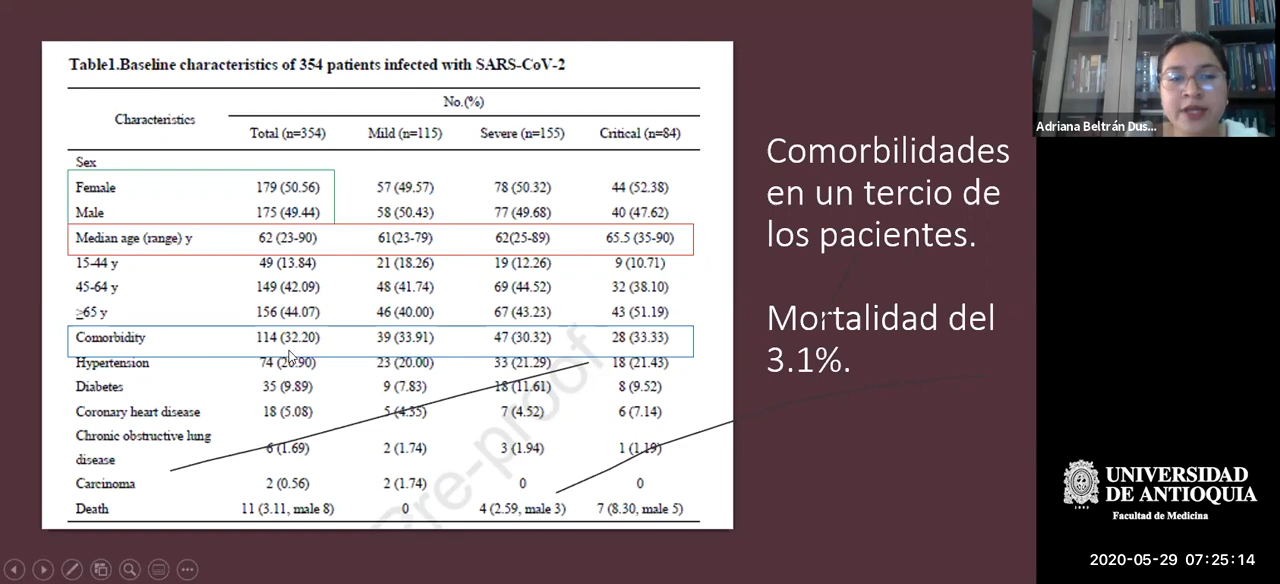 Table1.Baseline characteristics of 354 patients infected with SARS-CoV-2
No.(%)
Characteristics
Total (n=354) Mild (n=115) Severe (n=155) Critical (n=84)
Sex
Female 179 (50.56) 57 (49.57) 78 (50.32) 44 (52.38)
Male 175 (49.44) 58 (50.43) 77 (49.68) 40 (47.62)
Median age (range) y 62 (23-90) 61(23-79) 62(25-89) 65.5 (35-90)
15-44 y 49 (13.84) 21 (18.26) 19 (12.26) 9 (10.71)
45-64 y 149 (42.09) 48 (41.74) 69 (44.52) 32 (38.10)
≥65 y 156 (44.07) 46 (40.00) 67 (43.23) 43 (51.19)
Comorbidity 114 (32.20) 39 (33.91) 47 (30.32) 28 (33.33)
Hypertension 74 (20.90) 23 (20.00) 33 (21.29) 18 (21.43)
Diabetes 35 (9.89) 9 (7.83) 18 (11.61) 8 (9.52)
Coronary heart disease 18 (5.08) 5 (4.35) 7 (4.52) 6 (7.14)
Chronic obstructive lung
disease 6 (1.69) 2 (1.74) 3 (1.94) 1 (1.19)
Carcinoma 2 (0.56) 2 (1.74) 0 0
Death 11 (3.11, male 8) 0 4 (2.59, male 3) 7 (8.30, male 5)
Pre-proof
Comorbilidades
en un tercio de
los pacientes.
Mortalidad del
3.1%.
Adriana Beltrán Dus...
UNIVERSIDAD
DE ANTIOQUIA
Facultad de Medicina
1803
2020-05-29 07:25:14